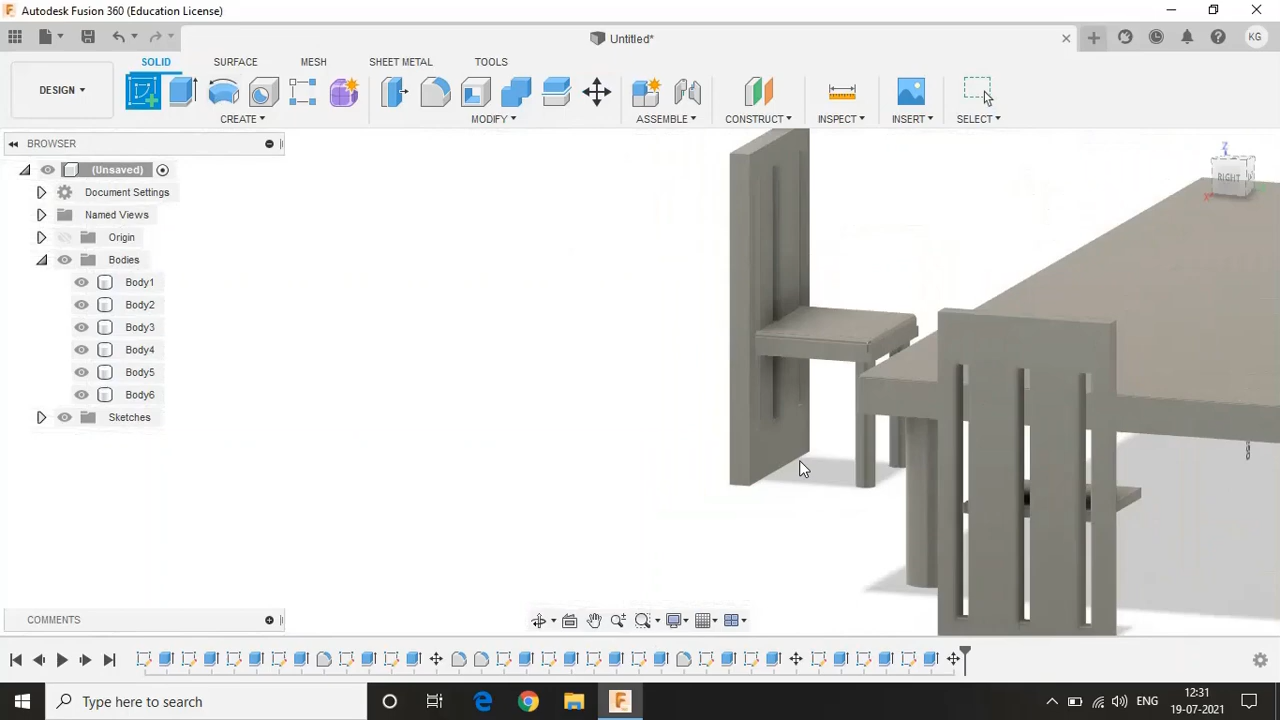 Autodesk Fusion 360 (Education License)
Untitled*
KG
DESIGN
SOLID
SURFACE
MESH
SHEET METAL
TOOLS
CREATE
MODIFY
ASSEMBLE
CONSTRUCT
INSPECT
INSERT
SELECT
BROWSER
(Unsaved)
Document Settings
Named Views
Origin
Bodies
Body1
Body2
Body3
Body4
Body5
Body6
Sketches
Z
RIGHT
X
COMMENTS
Type here to search
ENG
12:31
19-07-2021